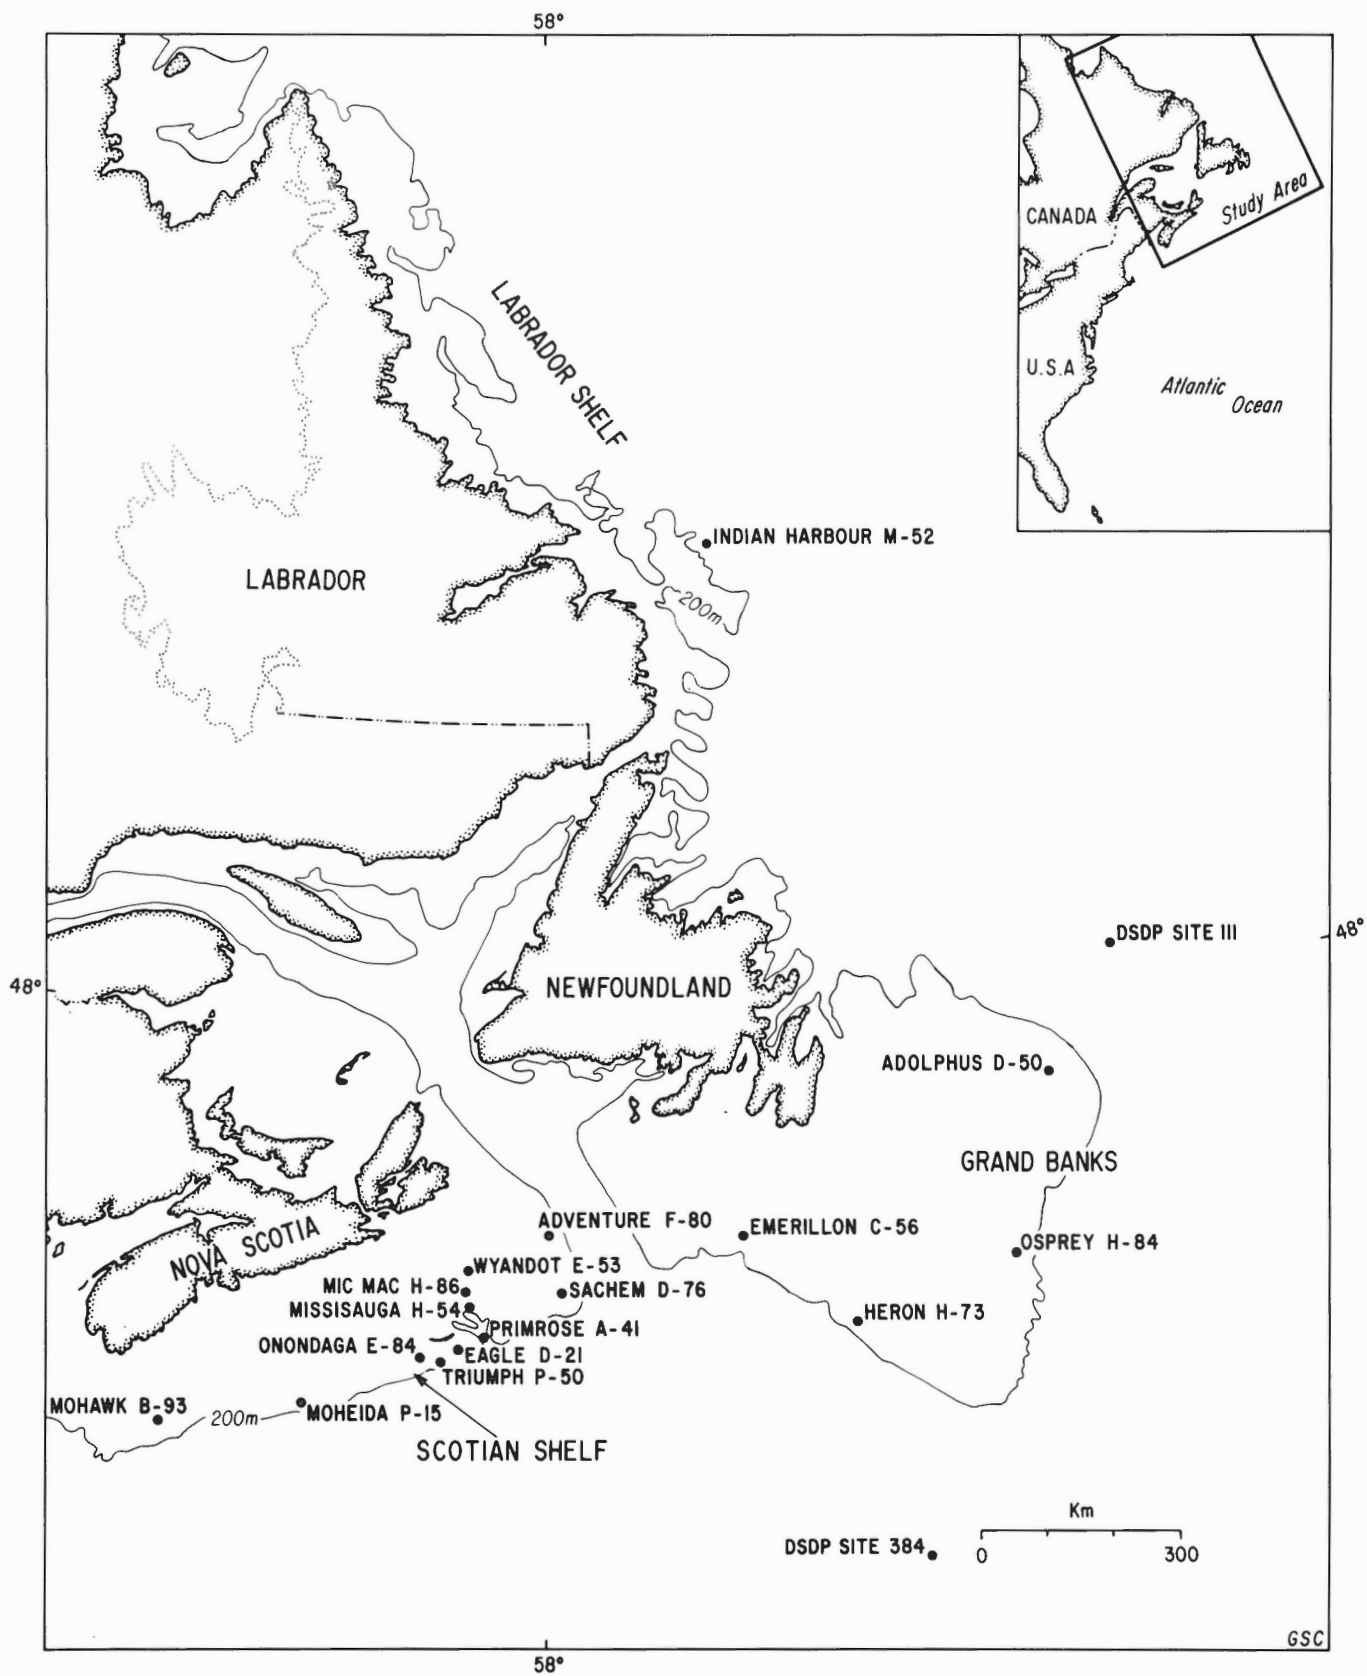 58°
CANADA
Study Area
U.S.A
Atlantic
Ocean
LABRADOR SHELF
INDIAN HARBOUR M-52
LABRADOR
200m
DSDP SITE 111
48°
48°
NEWFOUNDLAND
ADOLPHUS D-50
GRAND BANKS
ADVENTURE F-80
EMERILLON C-56
NOVA SCOTIA
OSPREY H-84
WYANDOT E-53
MIC MAC H-86
SACHEM D-76
MISSISAUGA H-54
HERON H-73
PRIMROSE A-41
ONONDAGA E-84
EAGLE D-21
TRIUMPH P-50
MOHAWK B-93
200m
MOHEIDA P-15
SCOTIAN SHELF
Km
0 300
DSDP SITE 384
GSC
58°